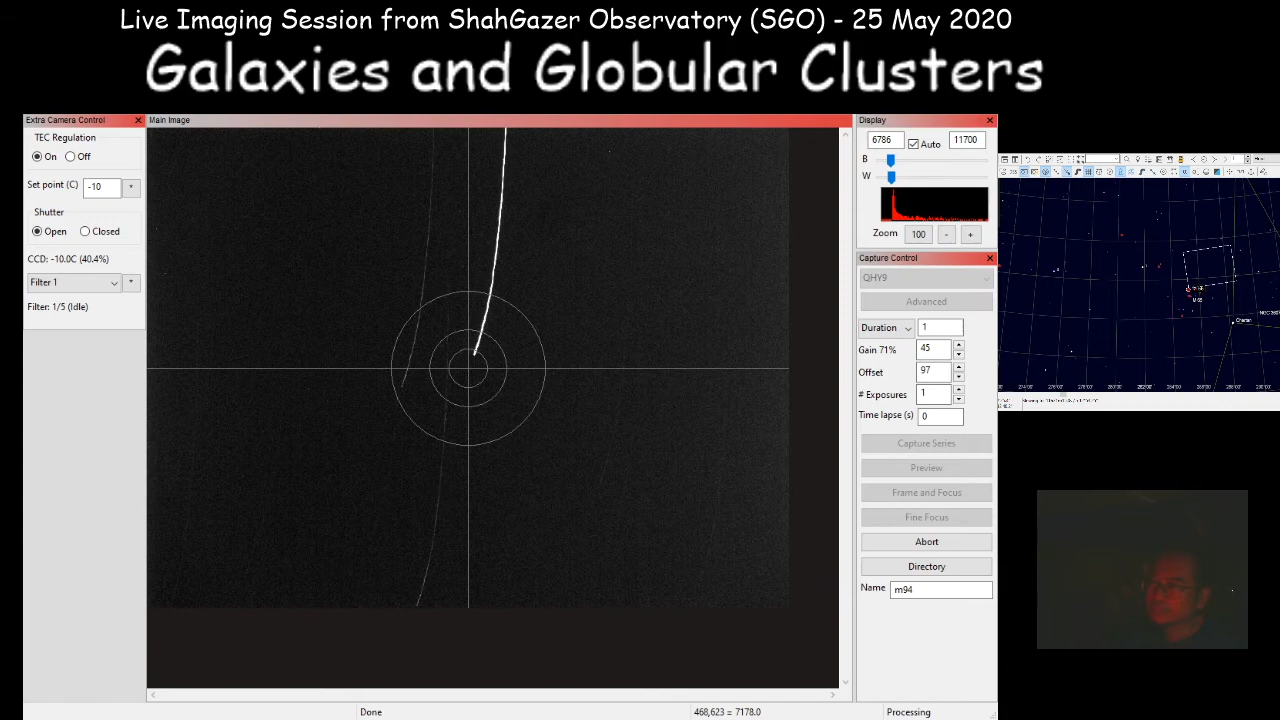 Live Imaging Session from ShahGazer Observatory (SGO) - 25 May 2020
Galaxies and Globular Clusters
Extra Camera Control
TEC Regulation
On Off
Set point (C) -10 *
Shutter
Open Closed
CCD: -10.0C (40.4%)
Filter 1 *
Filter: 1/5 (Idle)
Main Image
Display
6786 Auto 11700
B
W
Zoom 100 - +
Capture Control
QHY9
Advanced
Duration 1
Gain 71% 45
Offset 97
# Exposures 1
Time lapse (s) 0
Capture Series
Preview
Frame and Focus
Fine Focus
Abort
Directory
Name m94
Chertan
Done 468,623 = 7178.0 Processing